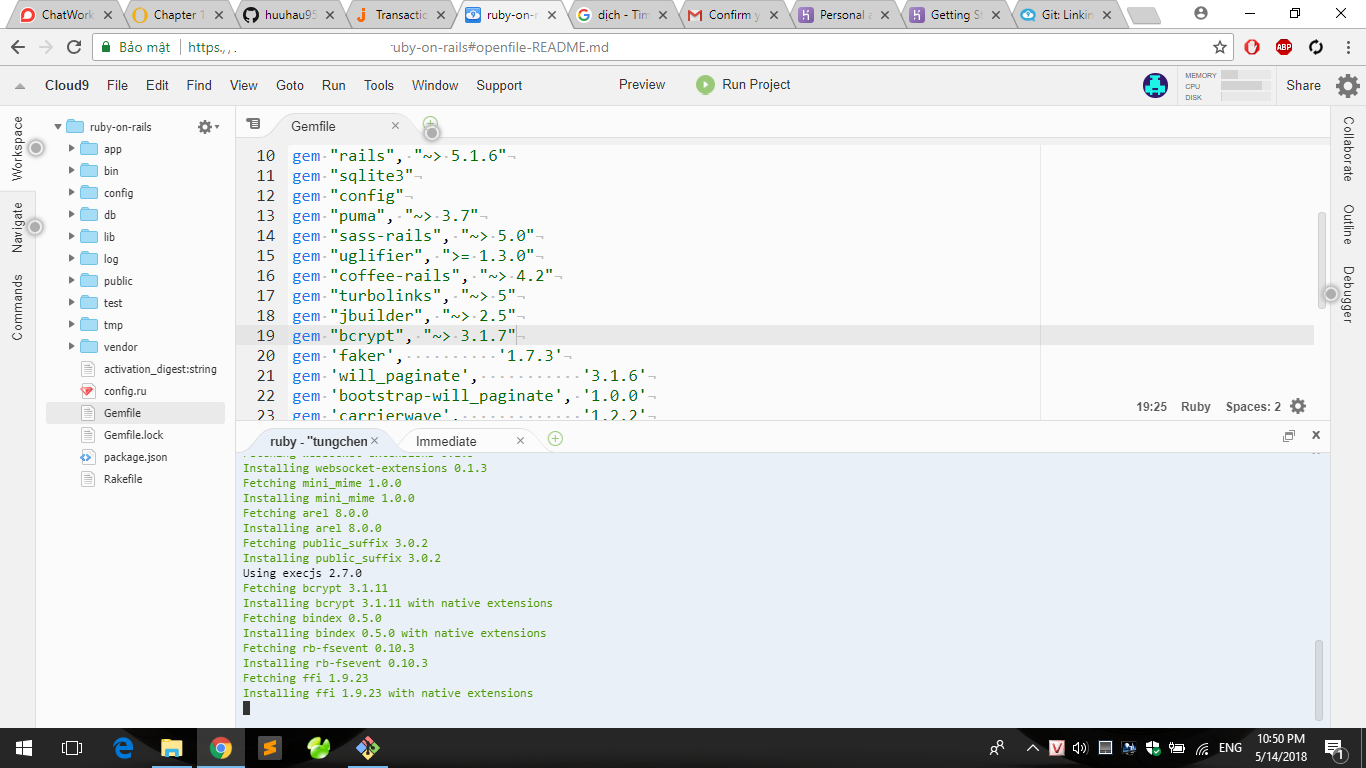 ChatWork
Chapter 1
huuhau95
Transactio
ruby-on-r
dịch - Tim
Confirm y
Personal a
Getting St
Git: Linkin
Bảo mật
https
ruby-on-rails#openfile-README.md
ABP
Cloud9 File Edit Find View Goto Run Tools Window Support Preview Run Project
MEMORY
CPU
DISK
Share
Workspace
Navigate
Commands
ruby-on-rails
app
bin
config
db
lib
log
public
test
tmp
vendor
activation_digest:string
config.ru
Gemfile
Gemfile.lock
package.json
Rakefile
Gemfile
10 gem "rails", "~> 5.1.6"
11 gem "sqlite3"
12 gem "config"
13 gem "puma", "~> 3.7"
14 gem "sass-rails", "~> 5.0"
15 gem "uglifier", ">= 1.3.0"
16 gem "coffee-rails", "~> 4.2"
17 gem "turbolinks", "~> 5"
18 gem "jbuilder", "~> 2.5"
19 gem "bcrypt", "~> 3.1.7"
20 gem 'faker', '1.7.3'
21 gem 'will_paginate', '3.1.6'
22 gem 'bootstrap-will_paginate', '1.0.0'
23 gem 'carrierwave', '1.2.2'
19:25 Ruby Spaces: 2
Collaborate
Outline
Debugger
ruby - "tungchen
Immediate
Installing websocket-extensions 0.1.3
Fetching mini_mime 1.0.0
Installing mini_mime 1.0.0
Fetching arel 8.0.0
Installing arel 8.0.0
Fetching public_suffix 3.0.2
Installing public_suffix 3.0.2
Using execjs 2.7.0
Fetching bcrypt 3.1.11
Installing bcrypt 3.1.11 with native extensions
Fetching bindex 0.5.0
Installing bindex 0.5.0 with native extensions
Fetching rb-fsevent 0.10.3
Installing rb-fsevent 0.10.3
Fetching ffi 1.9.23
Installing ffi 1.9.23 with native extensions
ENG
10:50 PM
5/14/2018
1